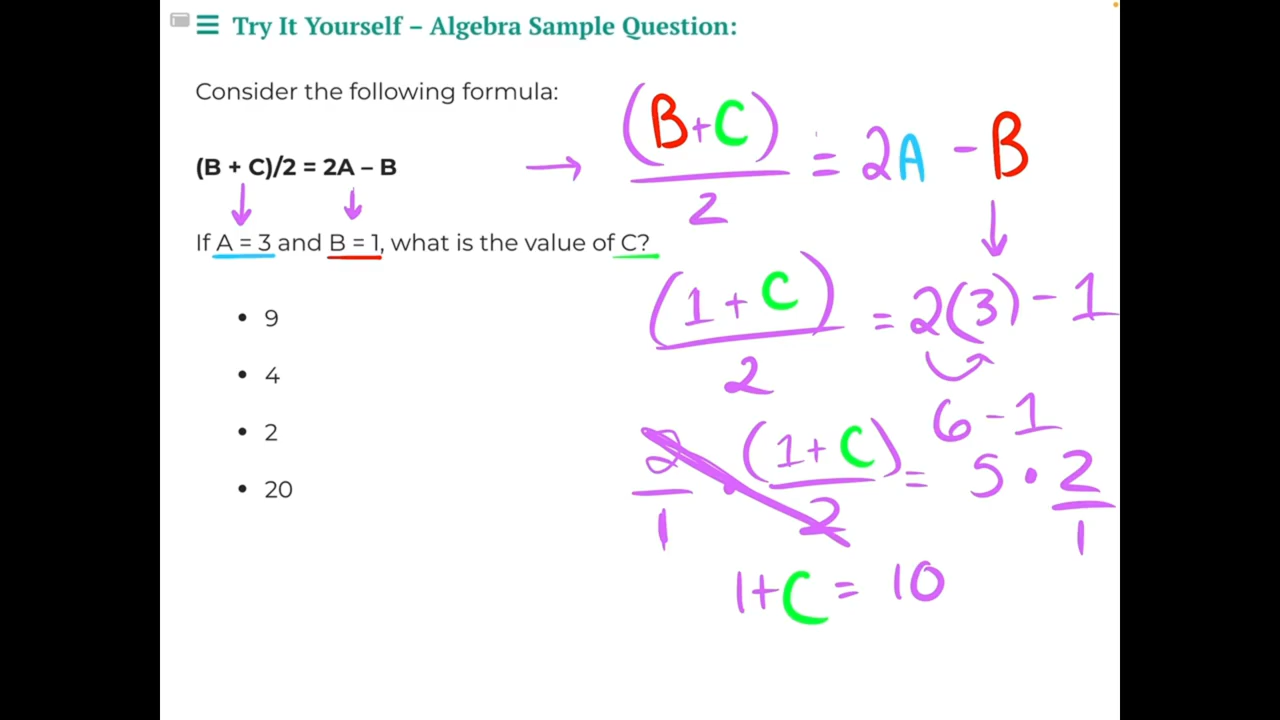 Try It Yourself – Algebra Sample Question:
Consider the following formula:
(B + C)/2 = 2A – B
If A = 3 and B = 1, what is the value of C?
• 9
• 4
• 2
• 20
(B+C)/2 = 2A - B
(1 + C)/2 = 2(3) - 1
6 - 1
2/1 · (1 + C)/2 = 5 · 2/1
1+C = 10